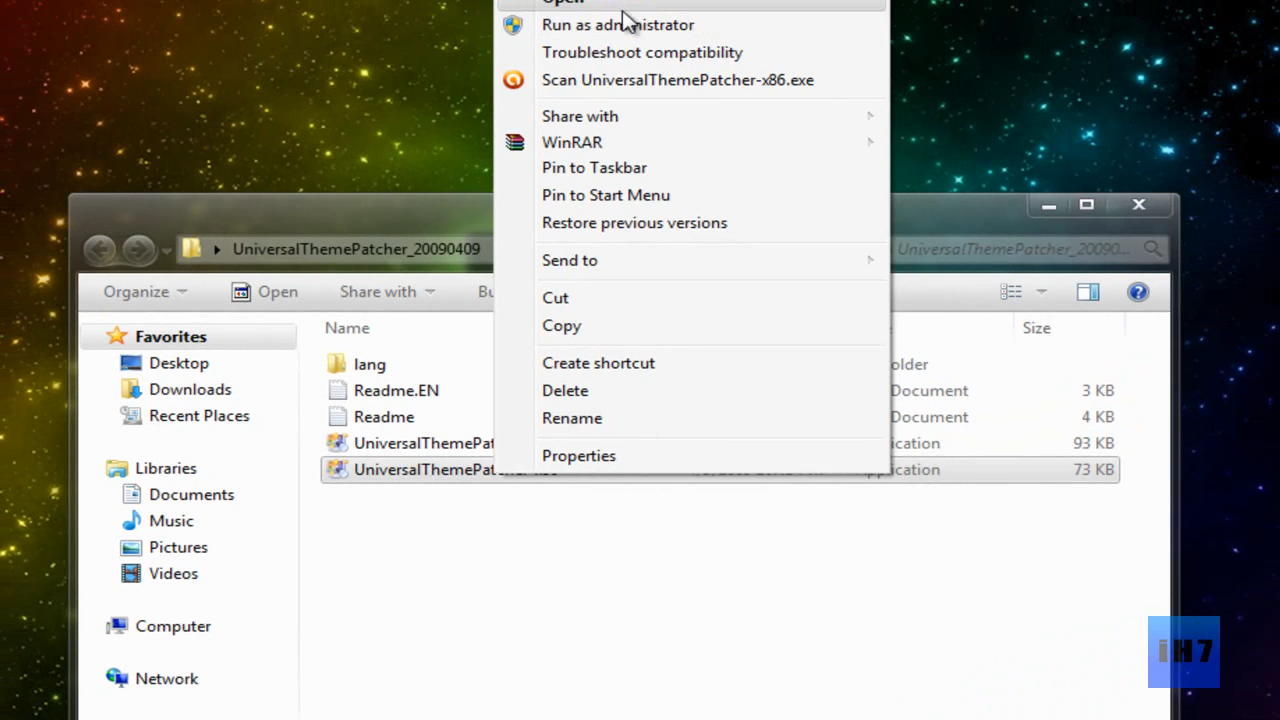 Open
Run as administrator
Troubleshoot compatibility
Scan UniversalThemePatcher-x86.exe
Share with
WinRAR
Pin to Taskbar
Pin to Start Menu
Restore previous versions
Send to
Cut
Copy
Create shortcut
Delete
Rename
Properties
UniversalThemePatcher_20090409
UniversalThemePatcher_20090...
Organize
Open
Share with
Bu
Name
Size
Favorites
Desktop
Downloads
Recent Places
Libraries
Documents
Music
Pictures
Videos
Computer
Network
lang older
Readme.EN Document 3 KB
Readme Document 4 KB
UniversalThemePat ication 93 KB
UniversalThemePatc pplication 73 KB
iH7